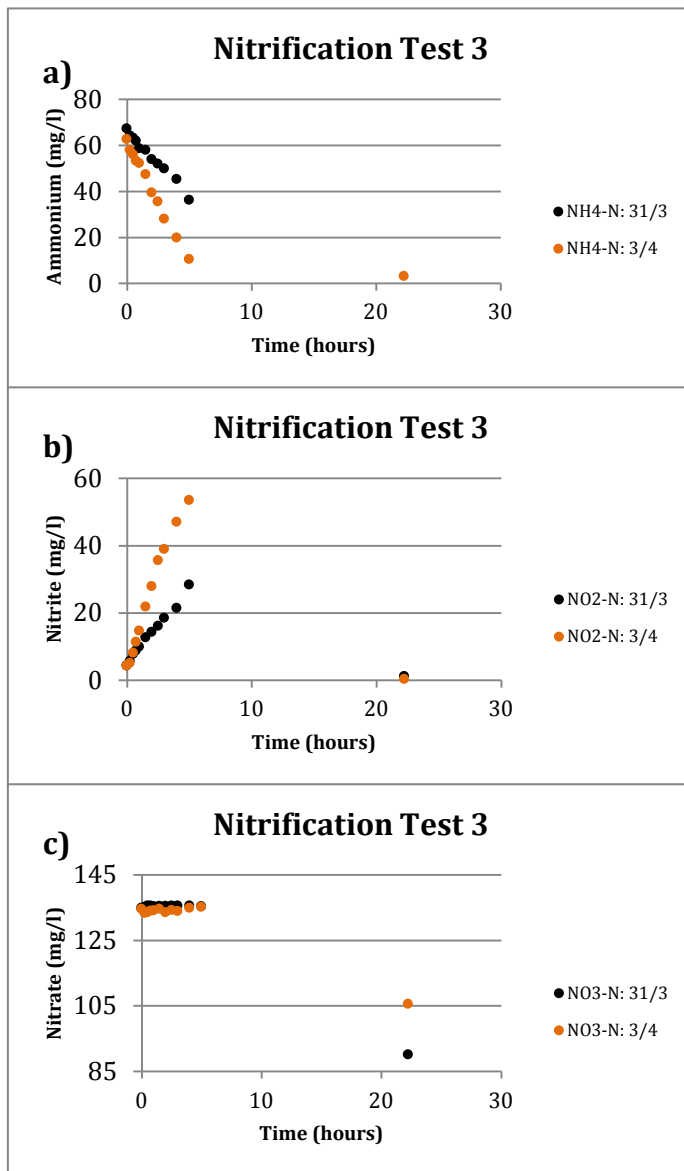 Nitrification Test 3
a)
80
60
40
20
0
Ammonium (mg/l)
0 10 20 30
Time (hours)
NH4-N: 31/3
NH4-N: 3/4
Nitrification Test 3
b)
60
40
20
0
Nitrite (mg/l)
0 10 20 30
Time (hours)
NO2-N: 31/3
NO2-N: 3/4
Nitrification Test 3
c)
145
125
105
85
Nitrate (mg/l)
0 10 20 30
Time (hours)
NO3-N: 31/3
NO3-N: 3/4